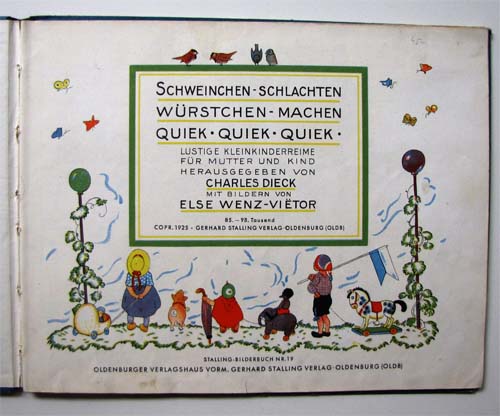 SCHWEINCHEN-SCHLACHTEN
WÜRSTCHEN-MACHEN
QUIEK · QUIEK · QUIEK ·
LUSTIGE KLEINKINDERREIME
FÜR MUTTER UND KIND
HERAUSGEGEBEN VON
CHARLES DIECK
MIT BILDERN VON
ELSE WENZ-VIËTOR
85.-98. Tausend
COPR. 1925 - GERHARD STALLING VERLAG-OLDENBURG (OLDB)
STALLING-BILDERBUCH NR. 19
OLDENBURGER VERLAGSHAUS VORM. GERHARD STALLING VERLAG-OLDENBURG (OLDB)